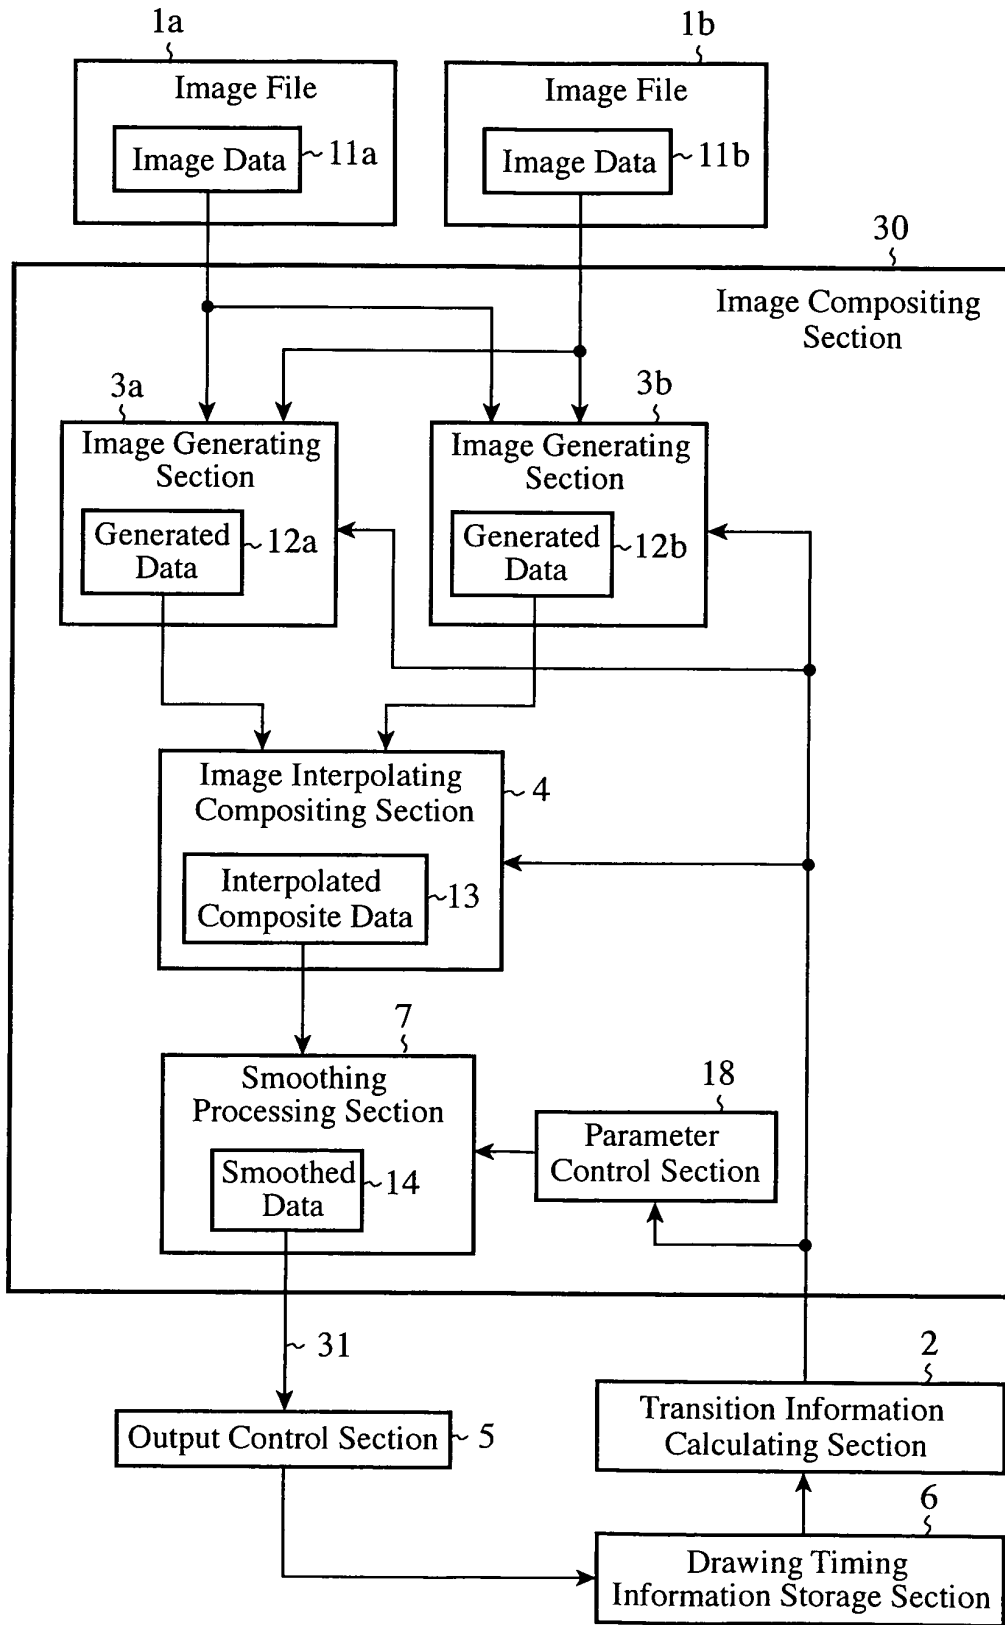 1a
1b
Image File
Image Data
11a
Image File
Image Data
11b
30
Image Compositing
Section
3a
Image Generating
Section
Generated
Data
12a
3b
Image Generating
Section
Generated
Data
12b
Image Interpolating
Compositing Section
4
Interpolated
Composite Data
13
7
Smoothing
Processing Section
Smoothed
Data
14
18
Parameter
Control Section
31
Output Control Section
5
2
Transition Information
Calculating Section
6
Drawing Timing
Information Storage Section